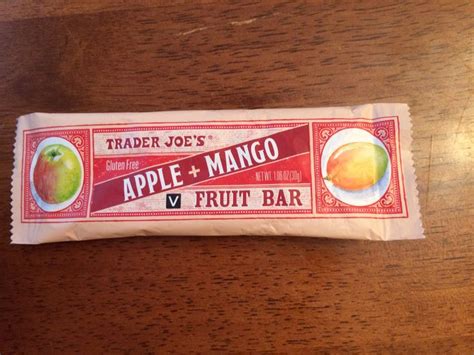 TRADER JOE'S®
Gluten Free
APPLE + MANGO
NET WT. 1.06 OZ (30g)
V FRUIT BAR